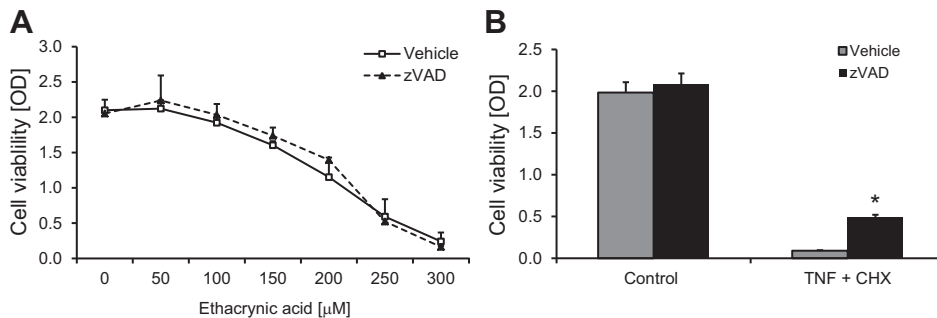 A
Vehicle
zVAD
Cell viablility [OD]
3.0
2.5
2.0
1.5
1.0
0.5
0.0
0 50 100 150 200 250 300
Ethacrynic acid [μM]
B
Vehicle
zVAD
Cell viability [OD]
2.5
2.0
1.5
1.0
0.5
0.0
*
Control TNF + CHX